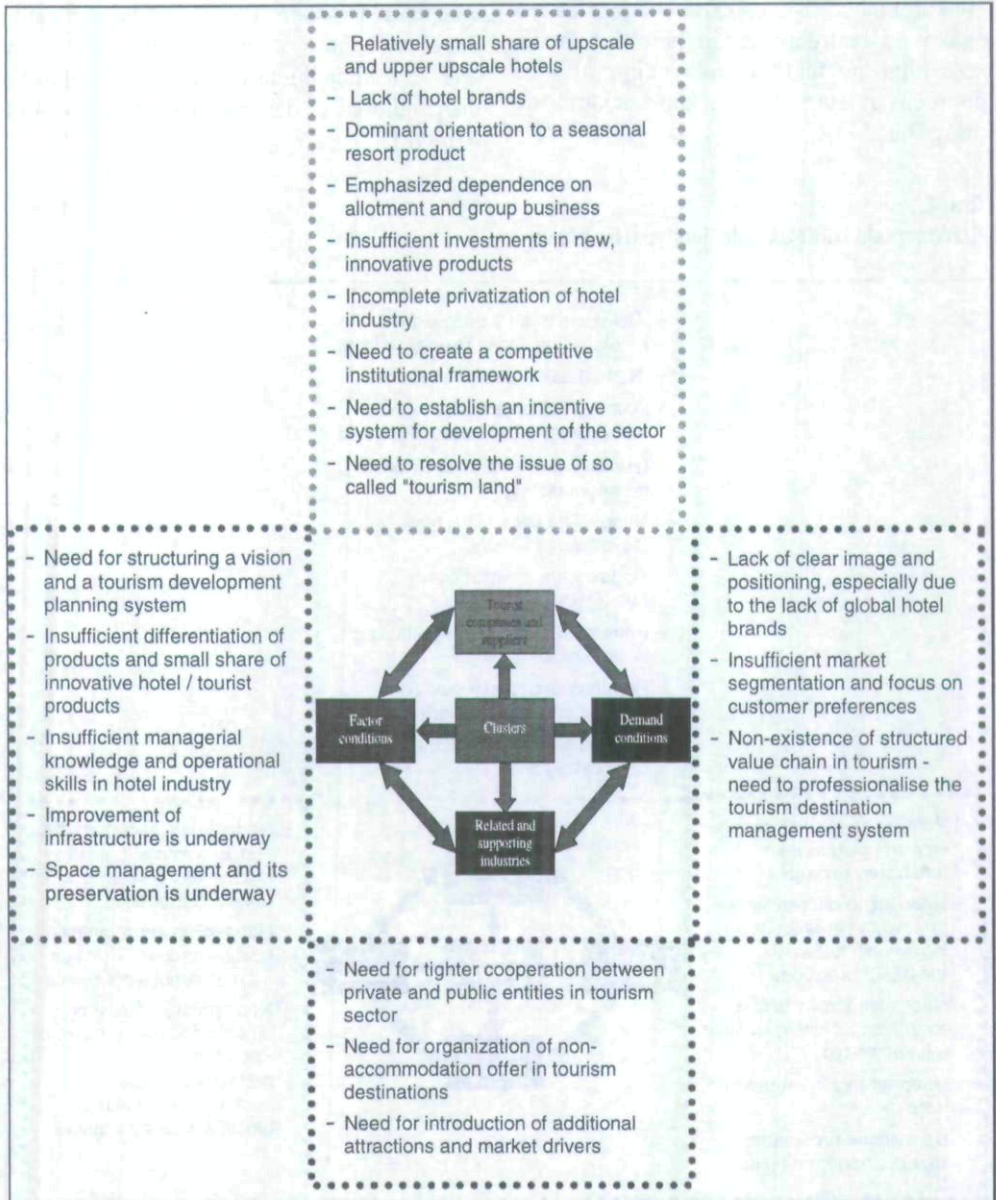 Relatively small share of upscale
and upper upscale hotels
- Lack of hotel brands
- Dominant orientation to a seasonal
resort product
- Emphasized dependence on
allotment and group business
- Insufficient investments in new,
innovative products
- Incomplete privatization of hotel
industry
- Need to create a competitive
institutional framework
- Need to establish an incentive
system for development of the sector
- Need to resolve the issue of so
called "tourism land"
- Need for structuring a vision
and a tourism development
planning system
- Insufficient differentiation of
products and small share of
innovative hotel / tourist
products
- Insufficient managerial
knowledge and operational
skills in hotel industry
- Improvement of
infrastructure is underway
- Space management and its
preservation is underway
Tourist
companies and
suppliers
Factor
conditions
Clusters
Demand
conditions
Related and
supporting
industries
- Lack of clear image and
positioning, especially due
to the lack of global hotel
brands
- Insufficient market
segmentation and focus on
customer preferences
- Non-existence of structured
value chain in tourism -
need to professionalise the
tourism destination
management system
- Need for tighter cooperation between
private and public entities in tourism
sector
- Need for organization of non-
accommodation offer in tourism
destinations
- Need for introduction of additional
attractions and market drivers